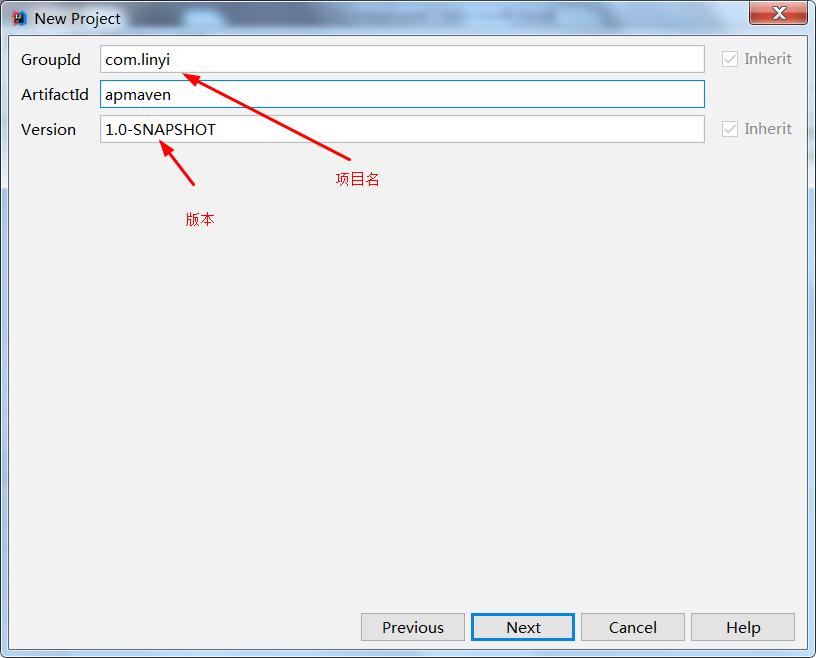 New Project
GroupId com.linyi Inherit
ArtifactId apmaven
Version 1.0-SNAPSHOT Inherit
项目名
版本
Previous Next Cancel Help